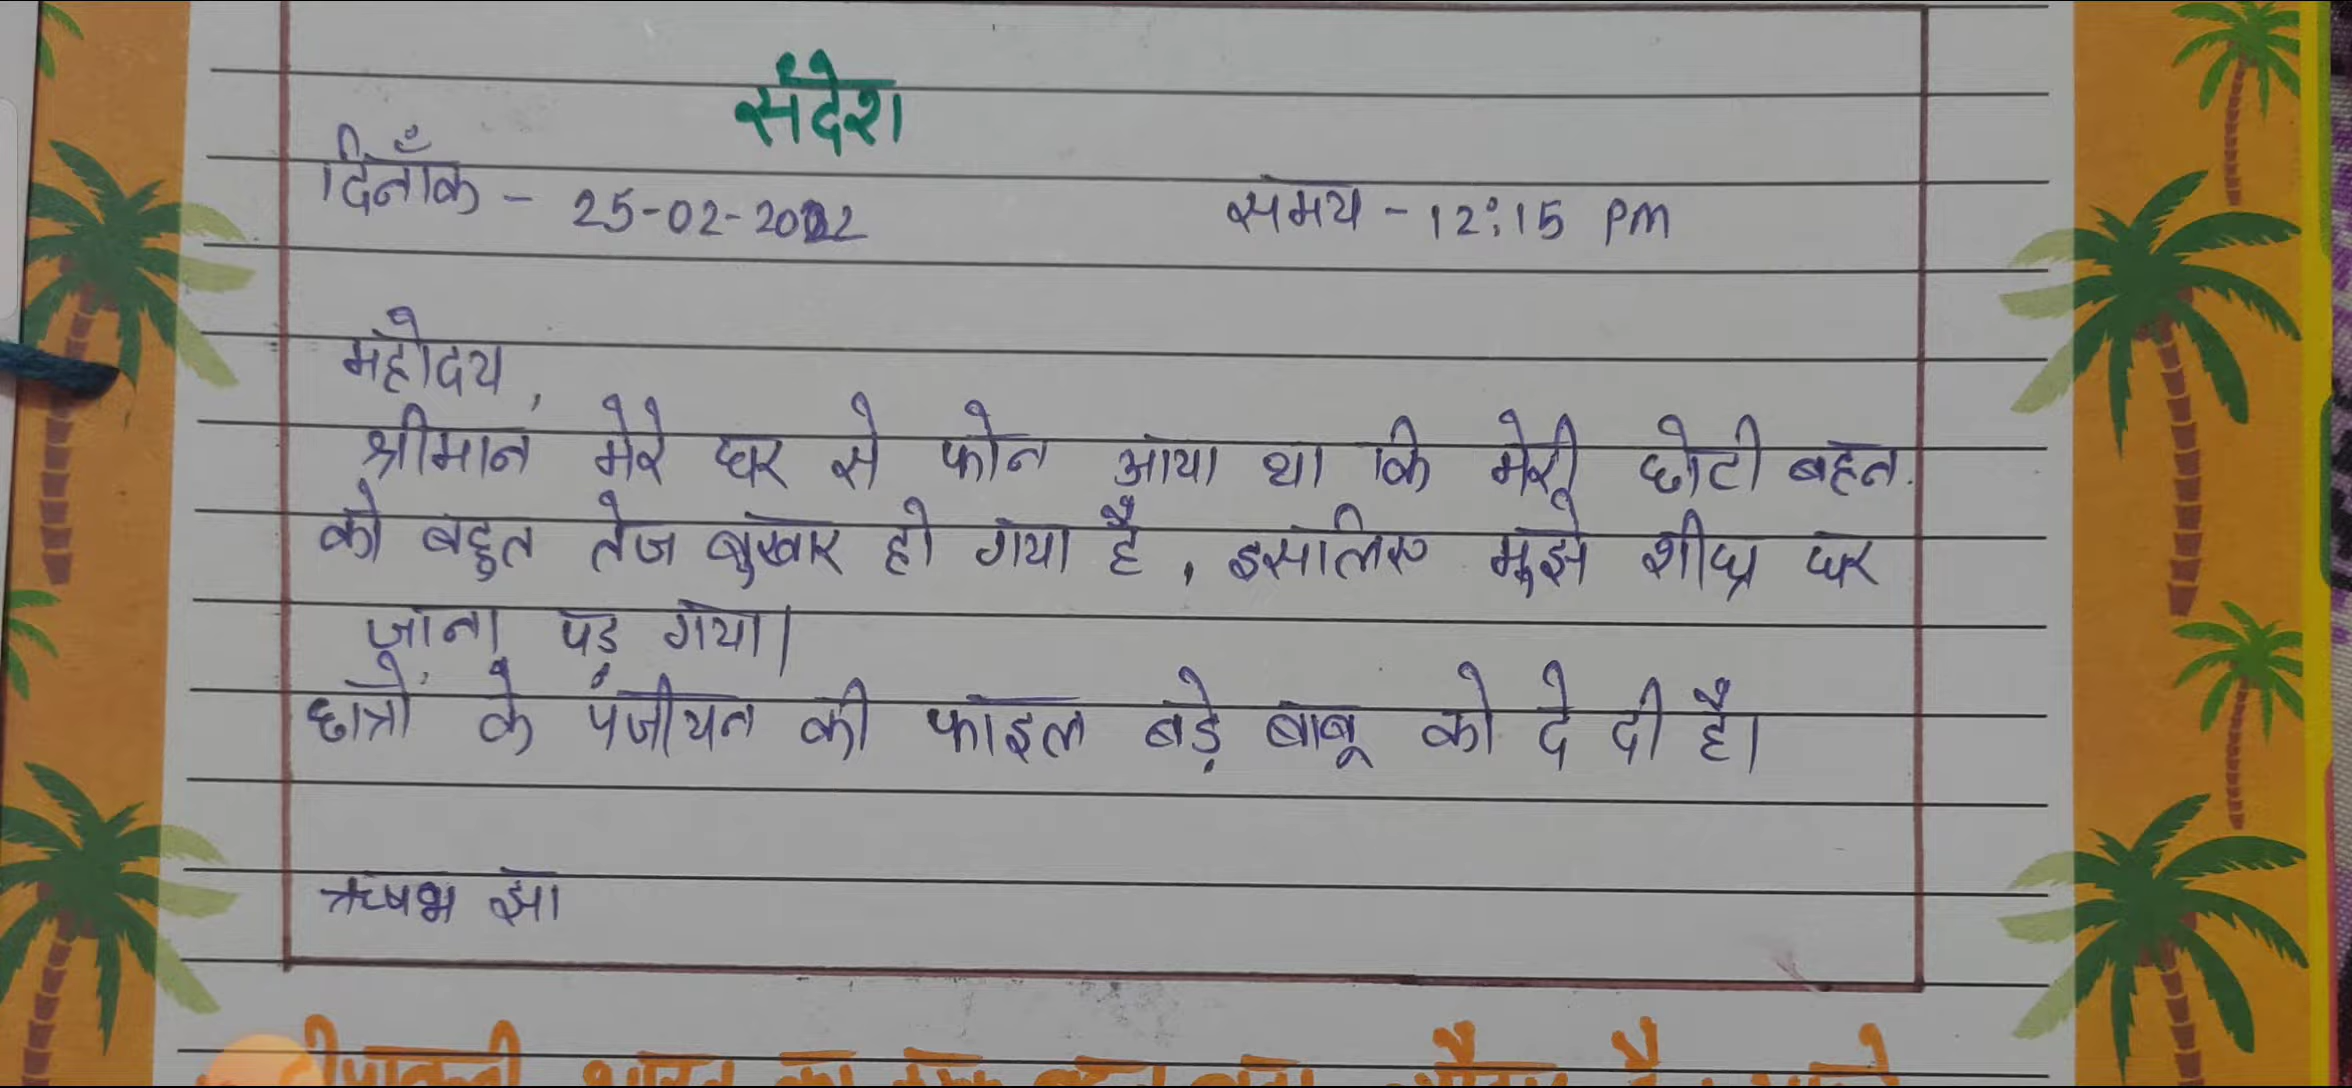 संदेश
दिनाँक - 25-02-2022 समय - 12:15 PM
महोदय,
श्रीमान मेरे घर से फोन आया था कि मेरी छोटी बहन
को बहुत तेज बुखार हो गया है, इसलिए मुझे शीघ्र घर
जाना पड़ गया।
छात्रों के पंजीयन की फाइल बड़े बाबू को दे दी है।
ऋषभ झा